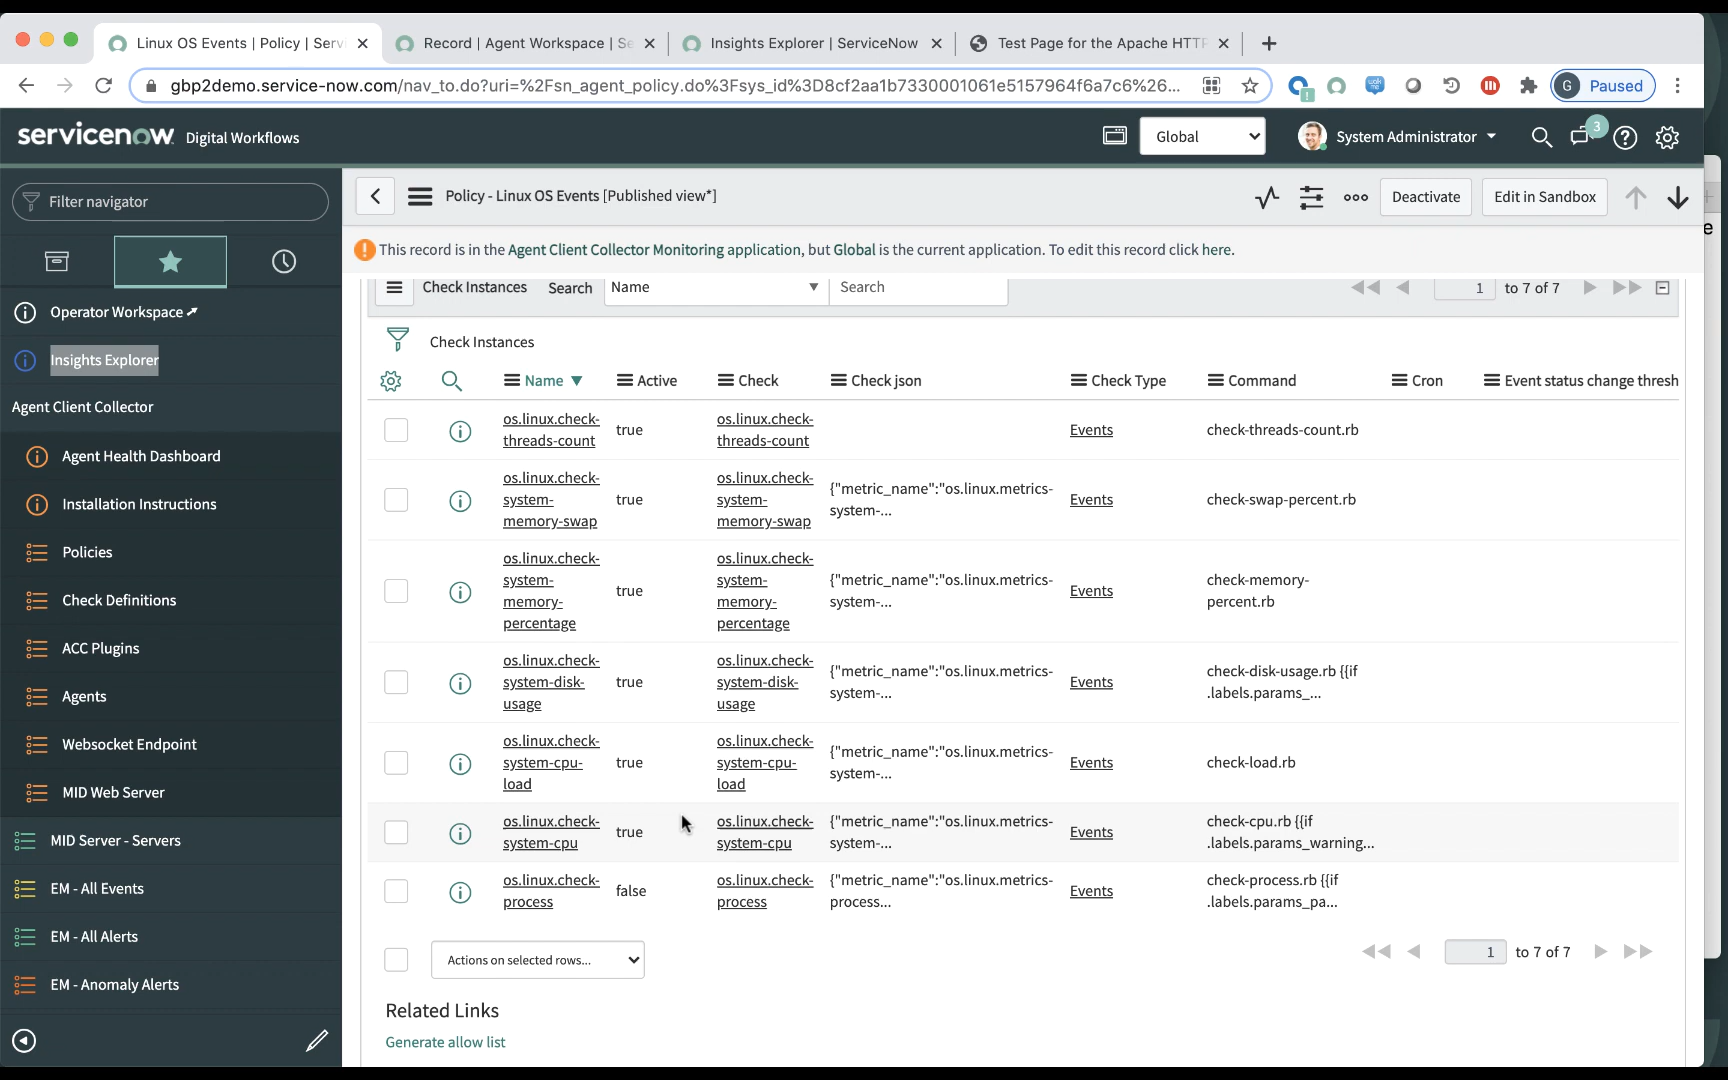 Linux OS Events | Policy | Serv
Record | Agent Workspace | Se
Insights Explorer | ServiceNow
Test Page for the Apache HTTP
gbp2demo.service-now.com/nav_to.do?uri=%2Fsn_agent_policy.do%3Fsys_id%3D8cf2aa1b7330001061e5157964f6a7c6%26...
G Paused
servicenow Digital Workflows
Global
System Administrator
3
Filter navigator
Policy - Linux OS Events [Published view*]
Deactivate
Edit in Sandbox
This record is in the Agent Client Collector Monitoring application, but Global is the current application. To edit this record click here.
Operator Workspace
Insights Explorer
Agent Client Collector
Agent Health Dashboard
Installation Instructions
Policies
Check Definitions
ACC Plugins
Agents
Websocket Endpoint
MID Web Server
MID Server - Servers
EM - All Events
EM - All Alerts
EM - Anomaly Alerts
Check Instances Search Name Search 1 to 7 of 7
Check Instances
Name Active Check Check json Check Type Command Cron Event status change thresh
os.linux.check- os.linux.check-
threads-count true threads-count Events check-threads-count.rb
os.linux.check- os.linux.check-
system- true system- {"metric_name":"os.linux.metrics- Events check-swap-percent.rb
memory-swap memory-swap system-...
os.linux.check- os.linux.check-
system- system- {"metric_name":"os.linux.metrics- check-memory-
memory- true memory- system-... Events percent.rb
percentage percentage
os.linux.check- os.linux.check- {"metric_name":"os.linux.metrics- check-disk-usage.rb {{if
system-disk- true system-disk- system-... Events .labels.params_...
usage usage
os.linux.check- os.linux.check- {"metric_name":"os.linux.metrics-
system-cpu- true system-cpu- system-... Events check-load.rb
load load
os.linux.check- os.linux.check- {"metric_name":"os.linux.metrics- check-cpu.rb {{if
system-cpu true system-cpu system-... Events .labels.params_warning...
os.linux.check- os.linux.check- {"metric_name":"os.linux.metrics- check-process.rb {{if
process false process process... Events .labels.params_pa...
Actions on selected rows... 1 to 7 of 7
Related Links
Generate allow list